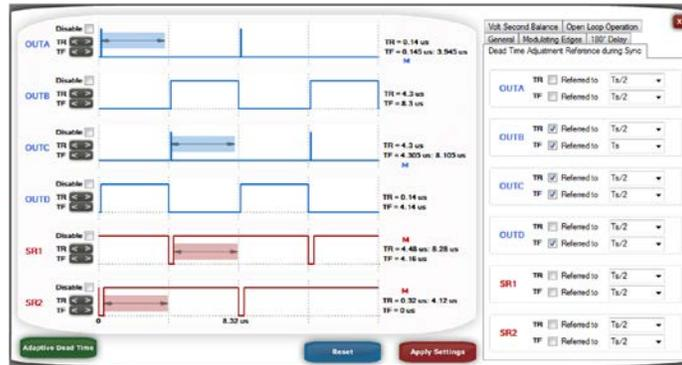 Disable
OUTA TR < >
TF < >
TR = 0.14 us
TF = 0.145 us: 3.945 us
M
Disable
OUTB TR < >
TF < >
TR = 4.3 us
TF = 8.3 us
Disable
OUTC TR < >
TF < >
TR = 4.3 us
TF = 4.305 us: 8.105 us
M
Disable
OUTD TR < >
TF < >
TR = 0.14 us
TF = 4.14 us
Disable
SR1 TR < >
TF < >
M
TR = 4.48 us: 8.28 us
TF = 4.16 us
Disable
SR2 TR < >
TF < >
M
TR = 0.32 us: 4.12 us
TF = 0 us
0 8.32 us
Adaptive Dead Time
Reset
Apply Settings
X
Volt Second Balance Open Loop Operation
General Modulating Edges 180° Delay
Dead Time Adjustment Reference during Sync
OUTA TR Referred to Ts/2
TF Referred to Ts/2
OUTB TR Referred to Ts/2
TF Referred to Ts
OUTC TR Referred to Ts/2
TF Referred to Ts/2
OUTD TR Referred to Ts/2
TF Referred to Ts/2
SR1 TR Referred to Ts/2
TF Referred to Ts/2
SR2 TR Referred to Ts/2
TF Referred to Ts/2